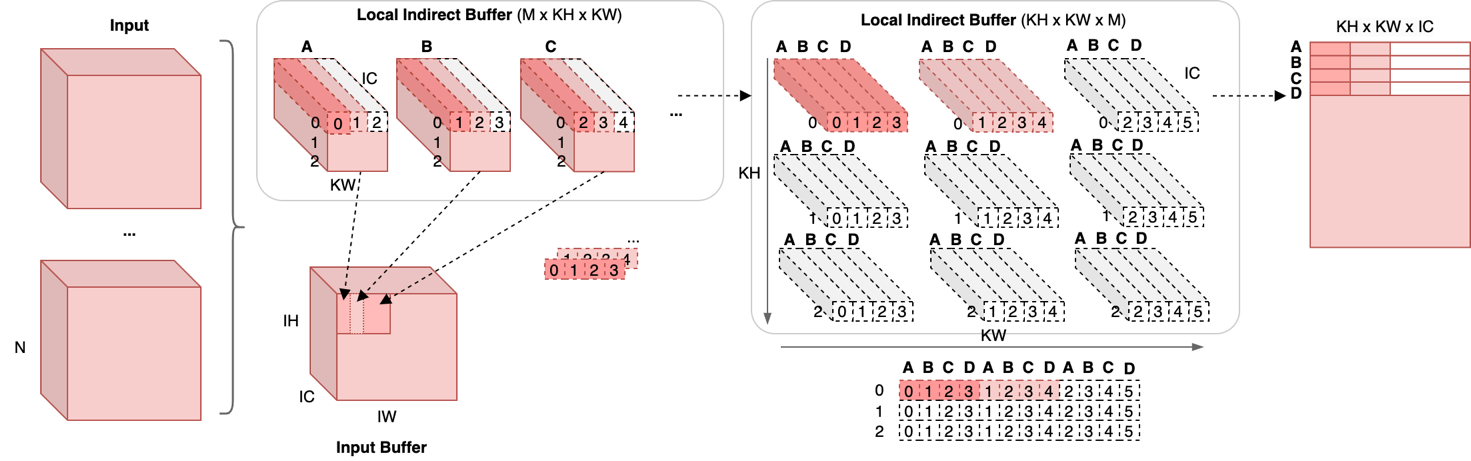 Input
...
N
Local Indirect Buffer (M x KH x KW)
A B C
IC
0 0 1 2
0 1 2 3
0 2 3 4
...
1 1 1
2 2 2
KW
IH
IC
IW
Input Buffer
...
1 2 3 4
0 1 2 3
Local Indirect Buffer (KH x KW x M)
A B C D A B C D A B C D
IC
0 0 1 2 3
0 1 2 3 4
0 2 3 4 5
KH
A B C D A B C D A B C D
1 0 1 2 3
1 1 2 3 4
1 2 3 4 5
A B C D A B C D A B C D
2 0 1 2 3
2 1 2 3 4
2 2 3 4 5
KW
A B C D A B C D A B C D
0 0 1 2 3 1 2 3 4 2 3 4 5
1 0 1 2 3 1 2 3 4 2 3 4 5
2 0 1 2 3 1 2 3 4 2 3 4 5
KH x KW x IC
A
B
C
D